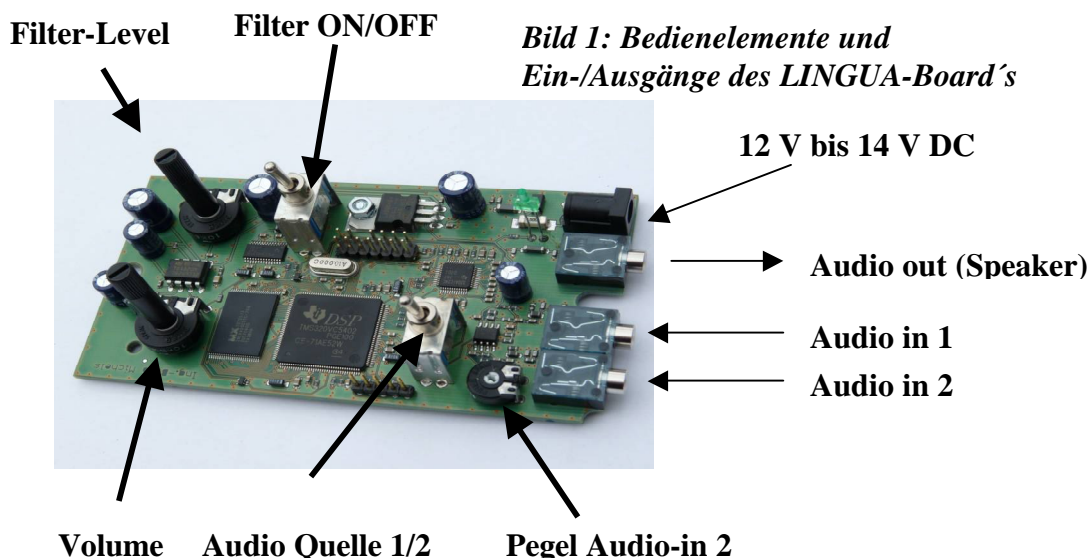 Filter-Level
Filter ON/OFF
Bild 1: Bedienelemente und
Ein-/Ausgänge des LINGUA-Board´s
12 V bis 14 V DC
Audio out (Speaker)
Audio in 1
Audio in 2
DSP
Volume
Audio Quelle 1/2
Pegel Audio-in 2